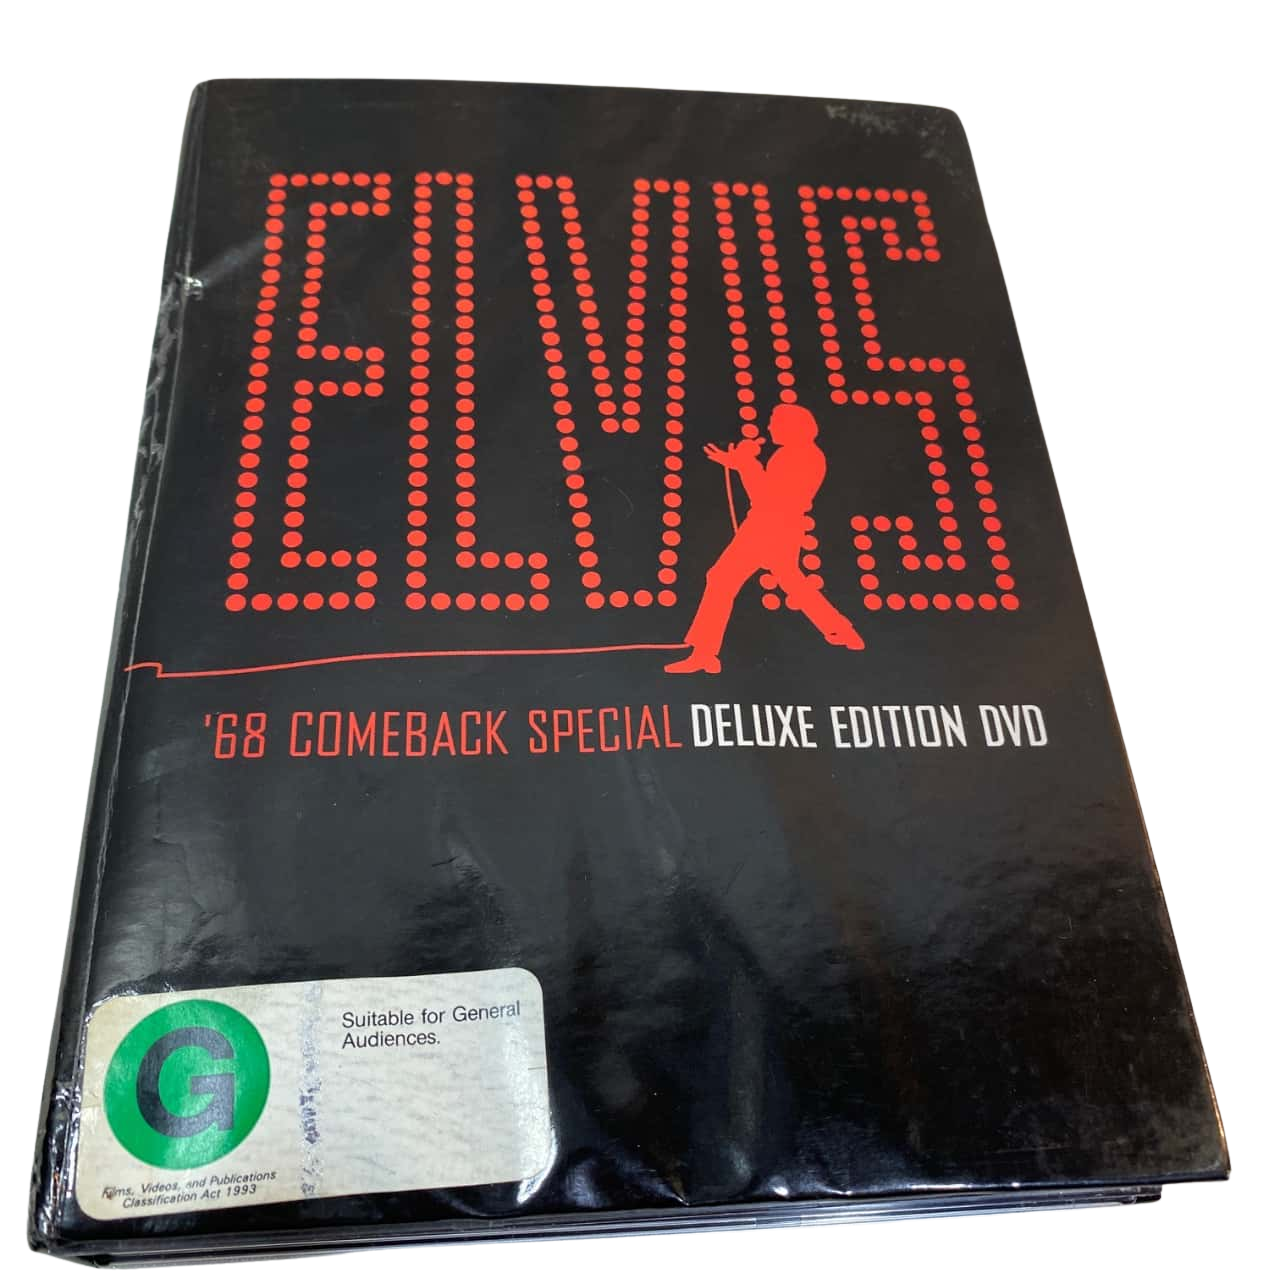 ELVIS
'68 COMEBACK SPECIAL DELUXE EDITION DVD
G
Suitable for General
Audiences.
Films, Videos, and Publications
Classification Act 1993